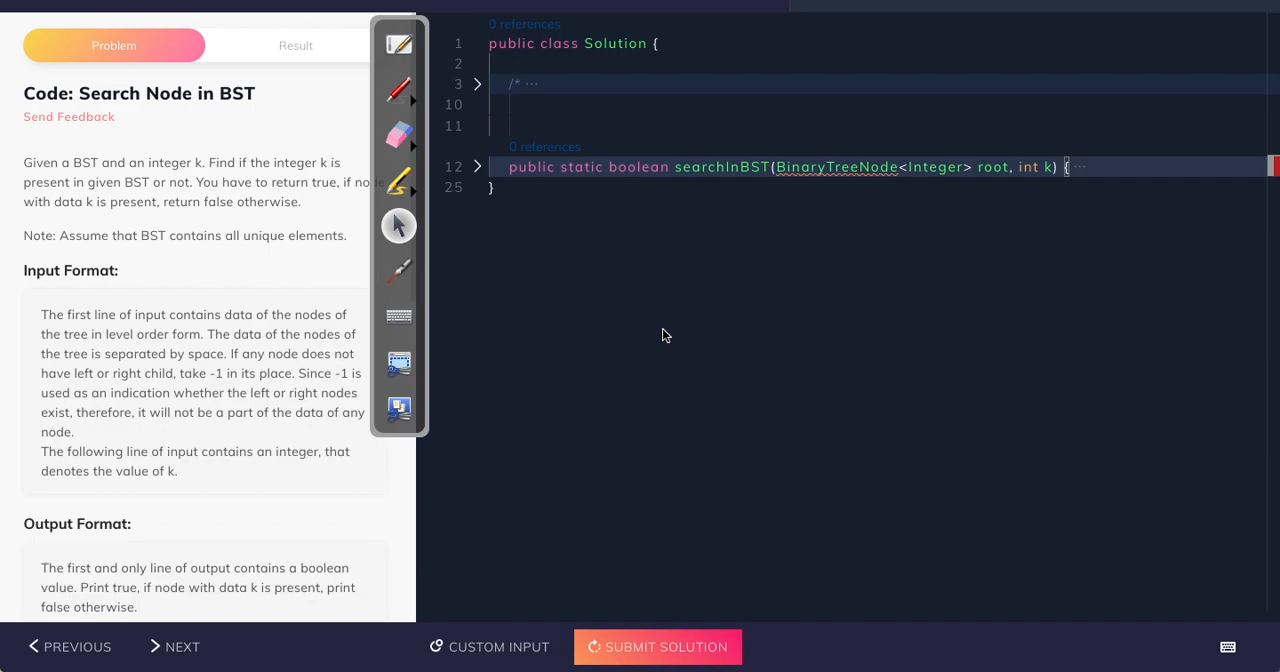 Problem
Result
Code: Search Node in BST
Send Feedback
Given a BST and an integer k. Find if the integer k is
present in given BST or not. You have to return true, if node
with data k is present, return false otherwise.
Note: Assume that BST contains all unique elements.
Input Format:
The first line of input contains data of the nodes of
the tree in level order form. The data of the nodes of
the tree is separated by space. If any node does not
have left or right child, take -1 in its place. Since -1 is
used as an indication whether the left or right nodes
exist, therefore, it will not be a part of the data of any
node.
The following line of input contains an integer, that
denotes the value of k.
Output Format:
The first and only line of output contains a boolean
value. Print true, if node with data k is present, print
false otherwise.
0 references
1 public class Solution {
2
3 /* ···
10
11
0 references
12 public static boolean searchInBST(BinaryTreeNode<Integer> root, int k) { ···
25 }
PREVIOUS
NEXT
CUSTOM INPUT
SUBMIT SOLUTION